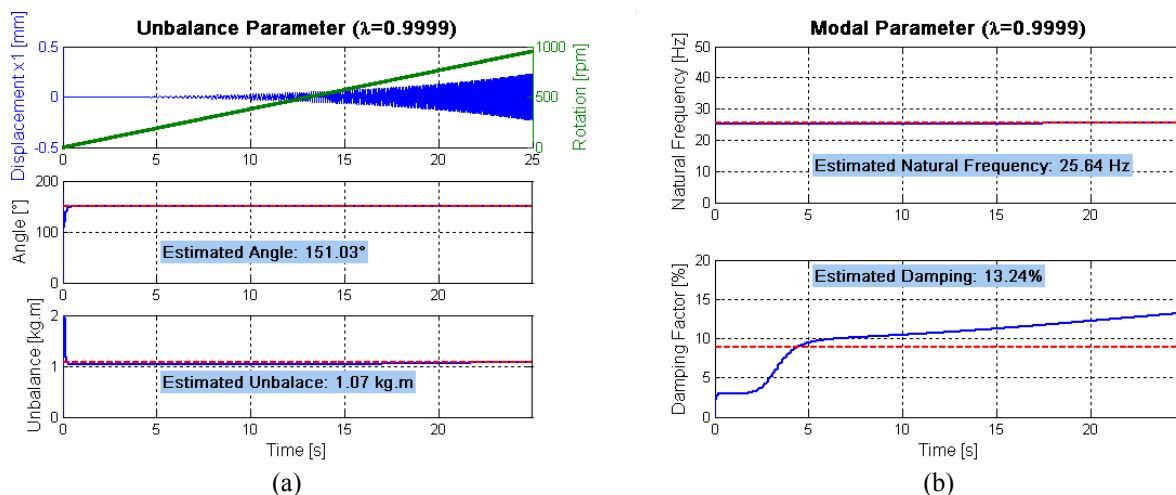 Unbalance Parameter (λ=0.9999)
Displacement x1 [mm]
0.5
0
-0.5
1000
500
0
Rotation [rpm]
0 5 10 15 20 25
Angle [°]
200
100
0
Estimated Angle: 151.03°
0 5 10 15 20
Unbalance [kg.m]
2
1
0
Estimated Unbalace: 1.07 kg.m
0 5 10 15 20
Time [s]
(a)
Modal Parameter (λ=0.9999)
Natural Frequency [Hz]
50
40
30
20
10
0
Estimated Natural Frequency: 25.64 Hz
0 5 10 15 20
Damping Factor [%]
20
15
10
5
0
Estimated Damping: 13.24%
0 5 10 15 20
Time [s]
(b)